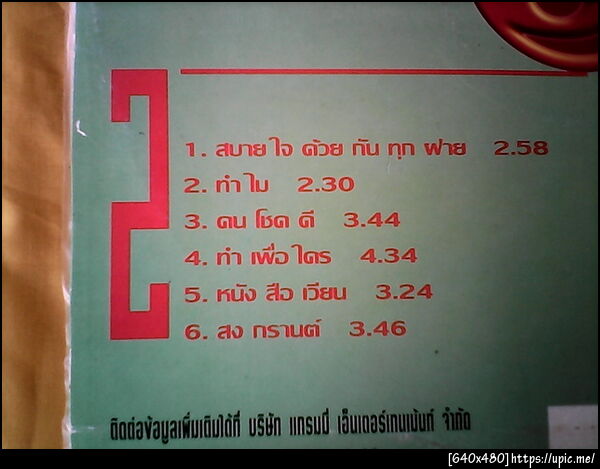 2
1. สบาย ใจ ด้วย กัน ทุก ฝ่าย 2.58
2. ทำ ไม 2.30
3. คน โชค ดี 3.44
4. ทำ เพื่อ ใคร 4.34
5. หนัง สือ เวียน 3.24
6. สง กรานต์ 3.46
ติดต่อข้อมูลเพิ่มเติมได้ที่ บริษัท แกรมมี่ เอ็นเตอร์เทนเม้นท์ จำกัด
[640x480]https://upic.me/